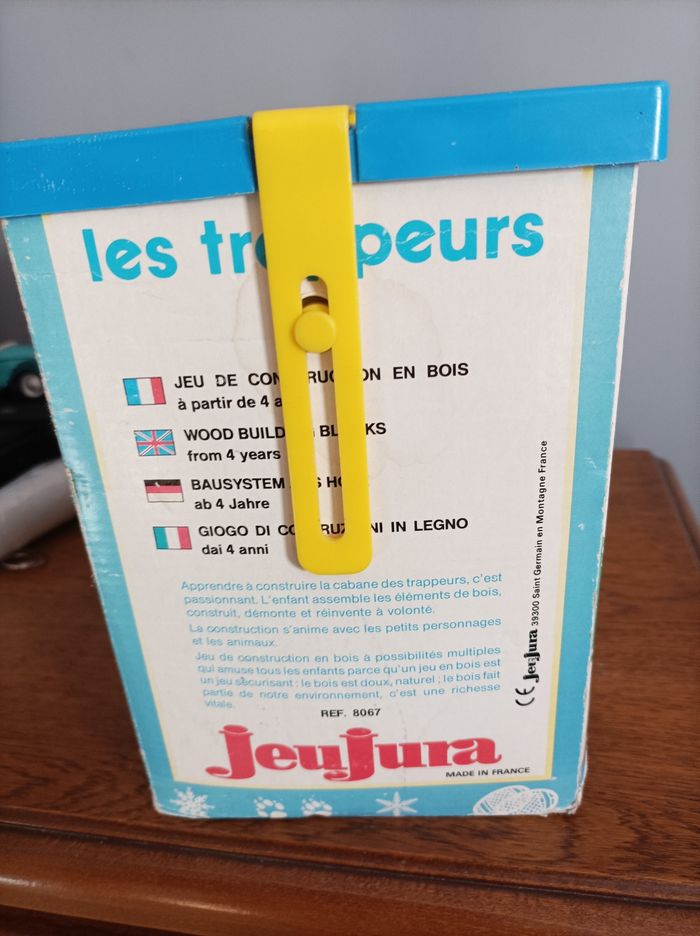 les tr peurs
JEU DE CON RUC ON EN BOIS
à partir de 4 a
WOOD BUILD BL KS
from 4 years
BAUSYSTEM S HO
ab 4 Jahre
GIOGO DI CO RUZ NI IN LEGNO
dai 4 anni
Apprendre à construire la cabane des trappeurs, c'est
passionnant. L'enfant assemble les éléments de bois,
construit, démonte et réinvente à volonté.
La construction s'anime avec les petits personnages
et les animaux.
Jeu de construction en bois à possibilités multiples
qui amuse tous les enfants parce qu'un jeu en bois est
un jeu sécurisant : le bois est doux, naturel ; le bois fait
partie de notre environnement, c'est une richesse
vitale.
REF. 8067
JeuJura
MADE IN FRANCE
CE JeuJura 39300 Saint Germain en Montagne France